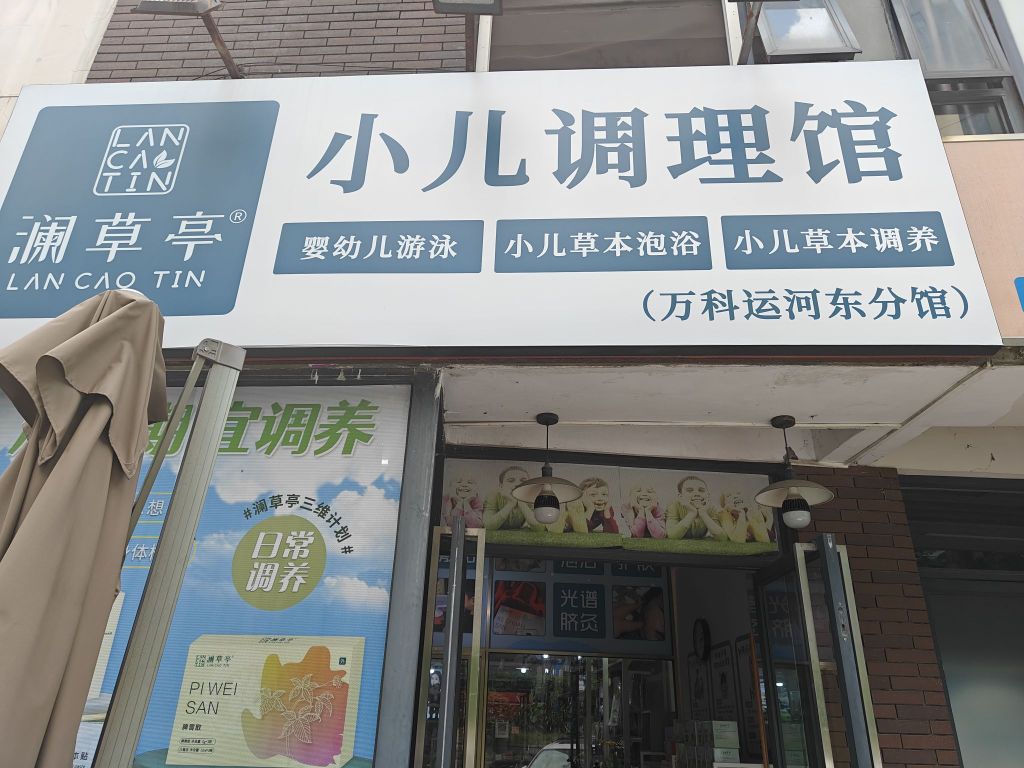 LAN
CAO
TIN
澜草亭®
LAN CAO TIN
小儿调理馆
婴幼儿游泳 小儿草本泡浴 小儿草本调养
(万科运河东分馆)
宜调养
#澜草亭三维计划#
日常
调养
澜草亭
PI WEI
SAN
光谱
脐灸